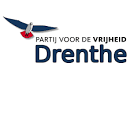 PARTIJ VOOR DE VRIJHEID
Drenthe